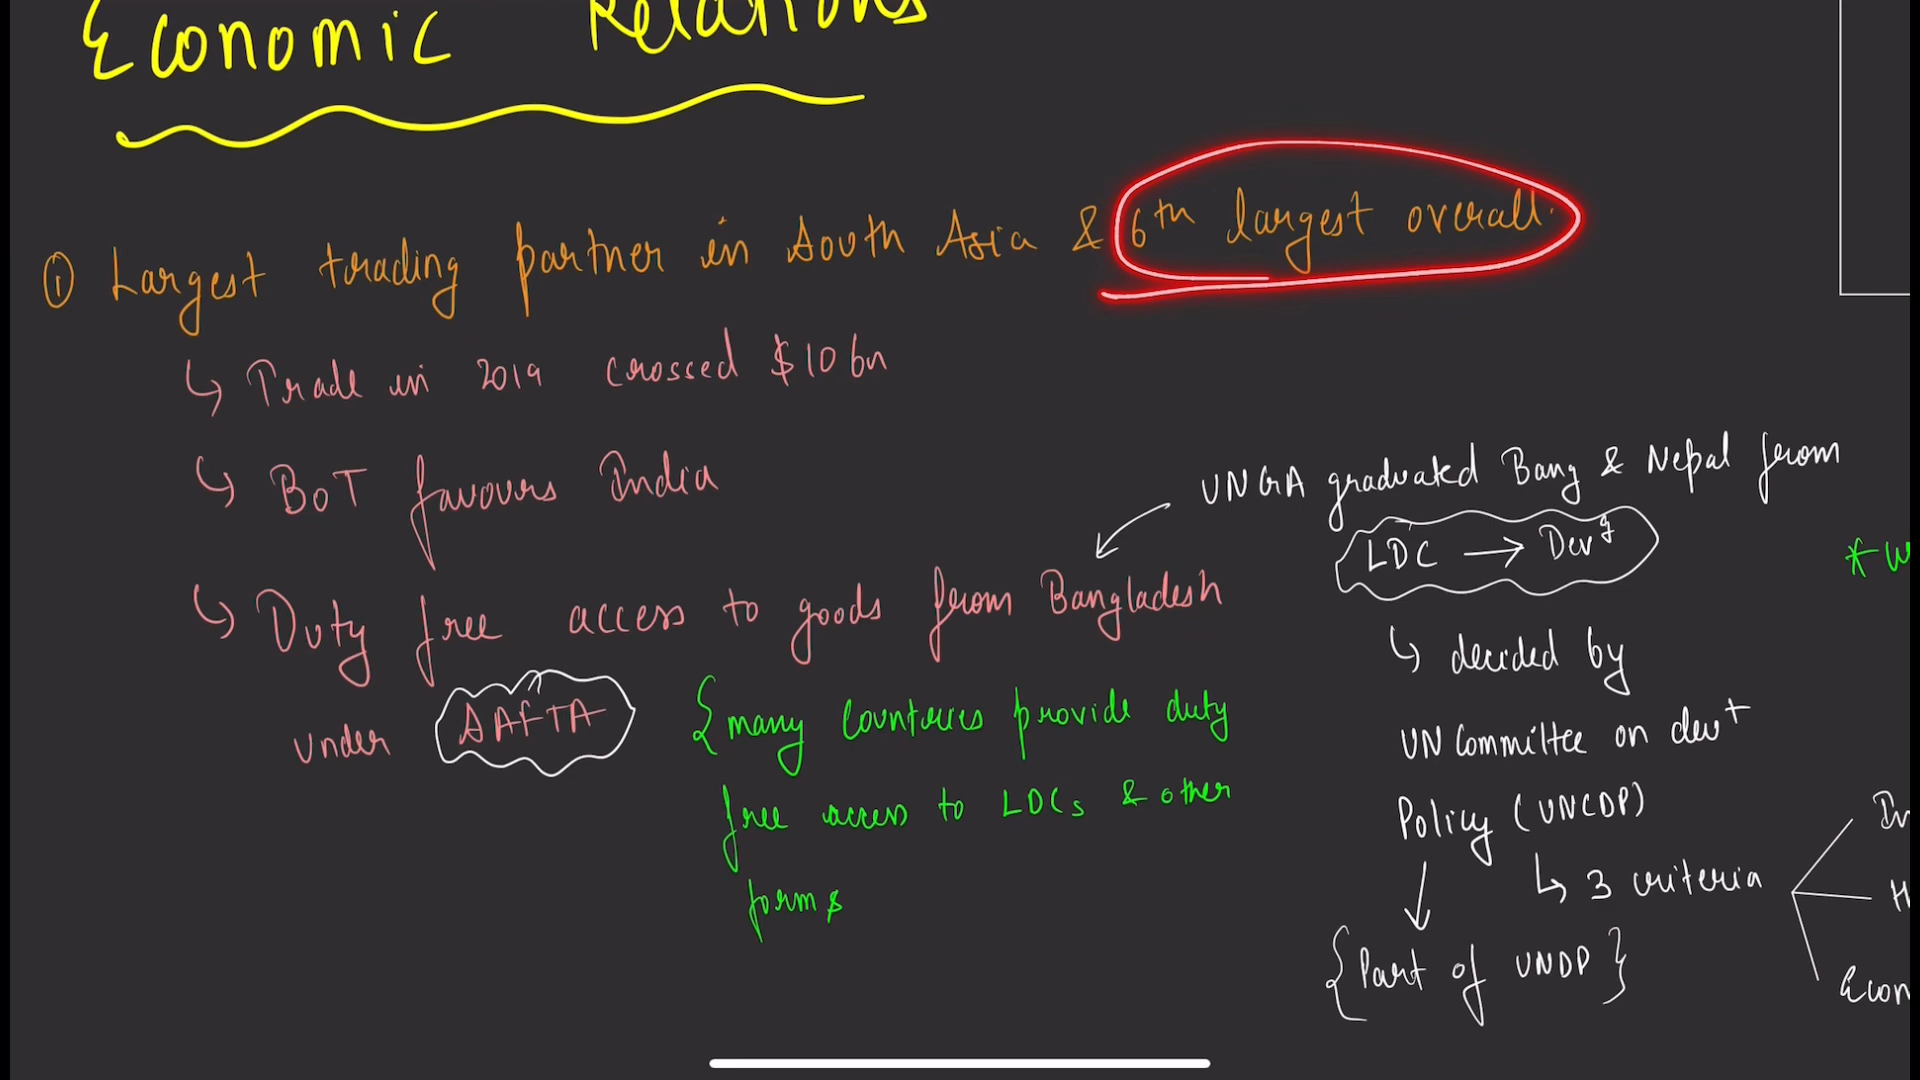 Economic Relations
① Largest trading partner in South Asia & 6th largest overall.
↳ Trade in 2019 crossed $10 bn
↳ BoT favours India
↳ Duty free access to goods from Bangladesh
under SAFTA
{many countries provide duty
free access to LDCs & other
forms
UNGA graduated Bang & Nepal from
LDC → Devg
↳ decided by
UN Committee on devt
Policy (UNCDP)
↳ 3 criteria
{Part of UNDP}
* w
In
H
Econ